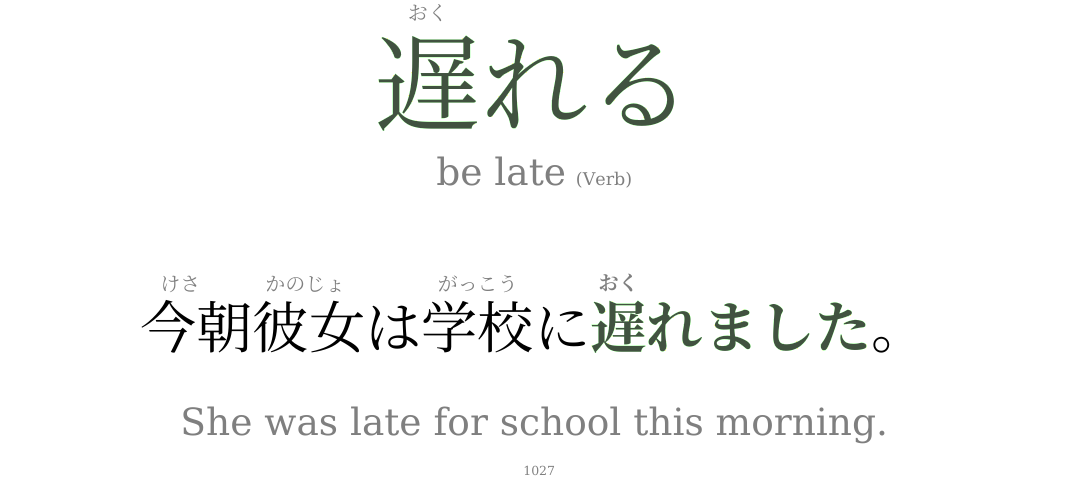 おく
遅れる
be late (Verb)
けさ かのじょ がっこう おく
今朝彼女は学校に遅れました。
She was late for school this morning.
1027